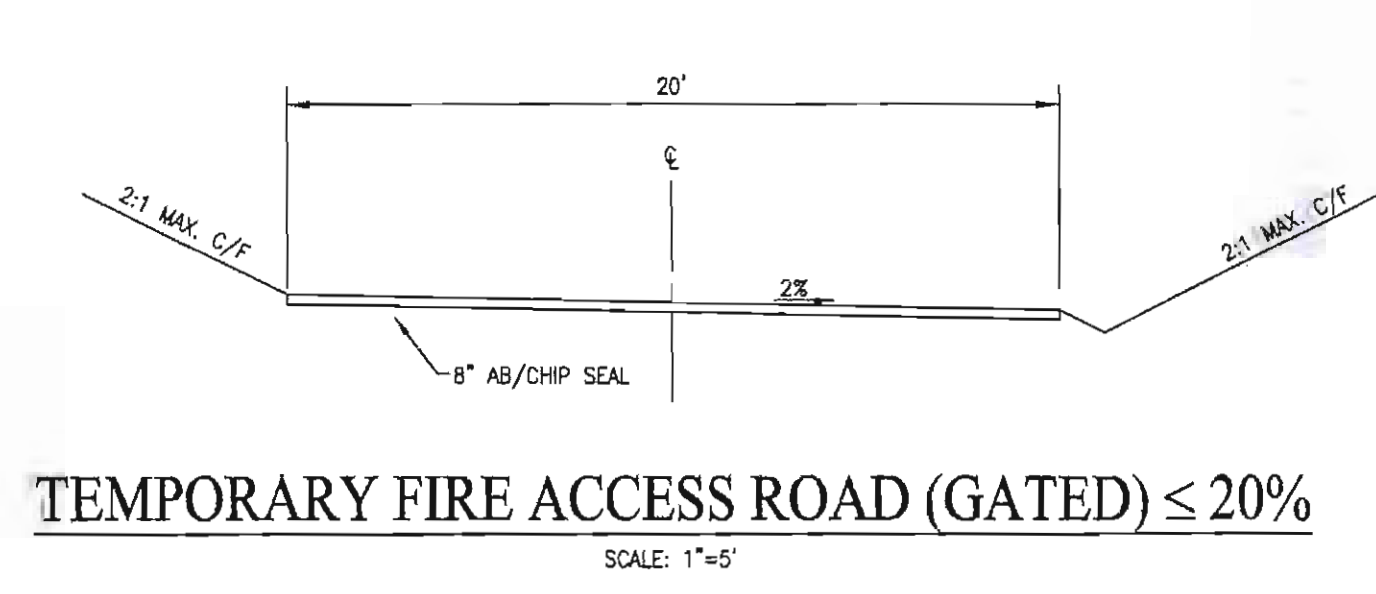 20'
℄
2:1 MAX. C/F
2:1 MAX. C/F
2%
8" AB/CHIP SEAL
TEMPORARY FIRE ACCESS ROAD (GATED) ≤ 20%
SCALE: 1"=5'